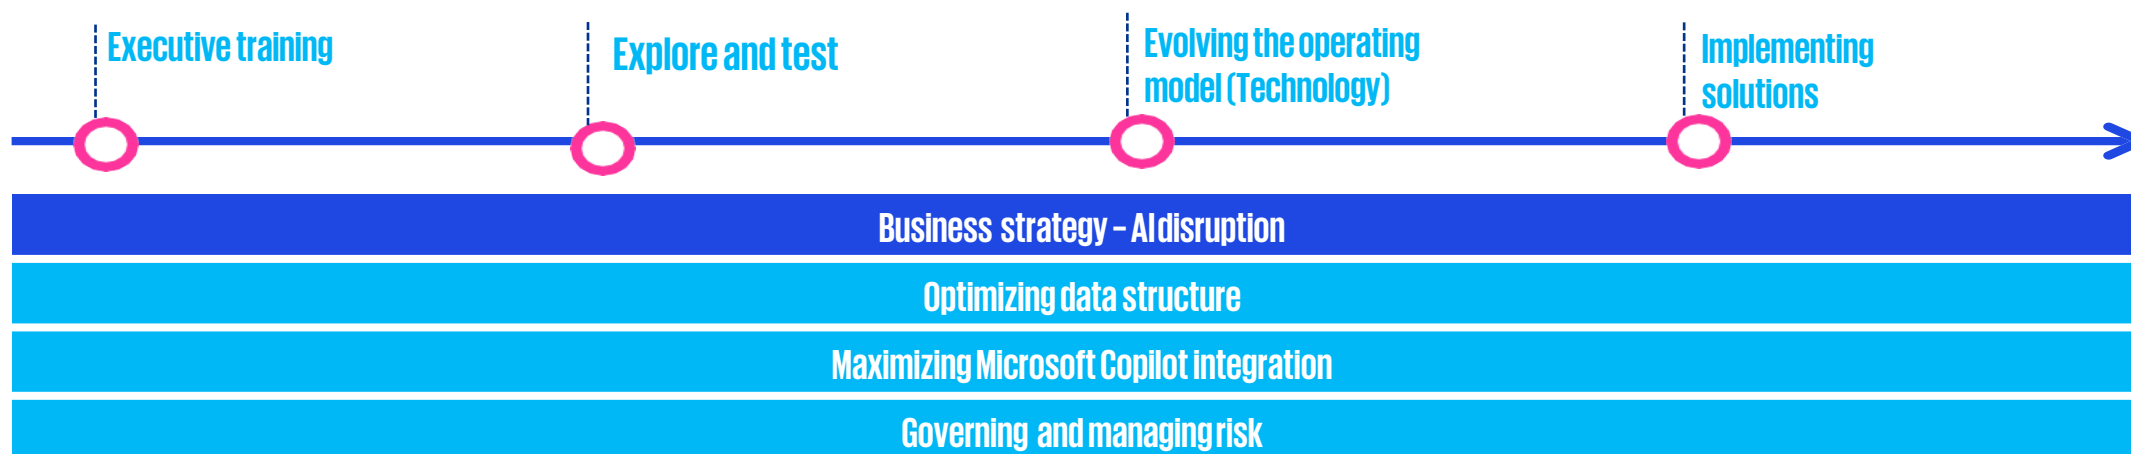 Executive training
Explore and test
Evolving the operating
model (Technology)
Implementing
solutions
Business strategy – AI disruption
Optimizing data structure
Maximizing Microsoft Copilot integration
Governing and managing risk